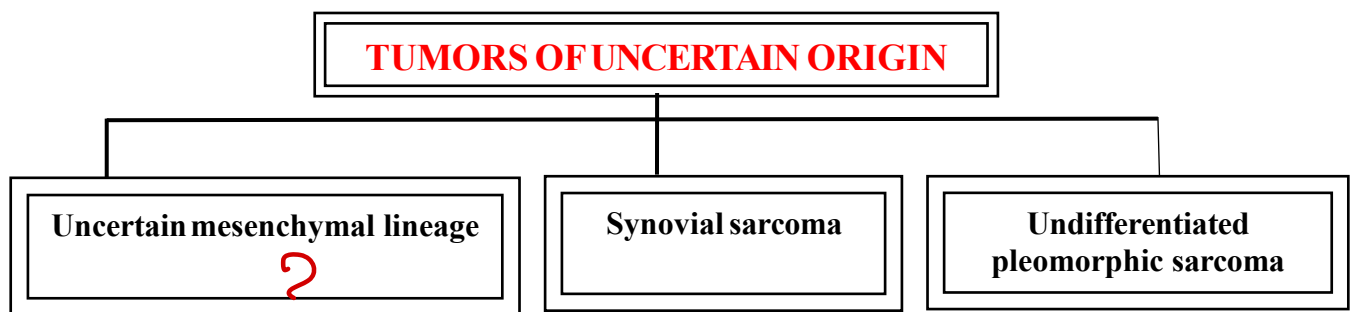 TUMORS OF UNCERTAIN ORIGIN
Uncertain mesenchymal lineage
?
Synovial sarcoma
Undifferentiated
pleomorphic sarcoma